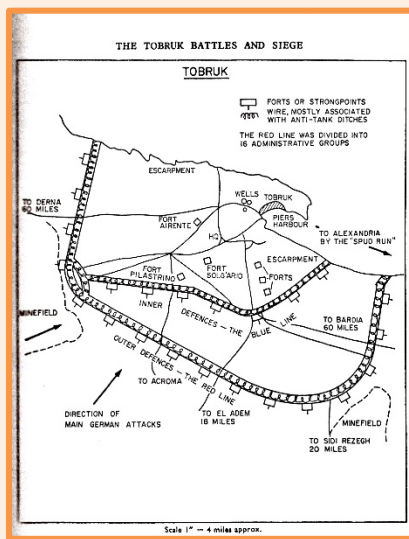 THE TOBRUK BATTLES AND SIEGE
TOBRUK
FORTS OR STRONGPOINTS
WIRE, MOSTLY ASSOCIATED
WITH ANTI-TANK DITCHES
THE RED LINE WAS DIVIDED INTO
16 ADMINISTRATIVE GROUPS
ESCARPMENT
WELLS
TOBRUK
TO DERNA
60 MILES
FORT
AIRENTE
PIERS
HARBOUR
HQ
TO ALEXANDRIA
BY THE "SPUD RUN"
ESCARPMENT
FORT
PILASTRINO
FORT
SOLARIO
FORTS
INNER
DEFENCES — THE BLUE LINE
TO BARDIA
60 MILES
MINEFIELD
OUTER DEFENCES — THE RED LINE
TO ACROMA
DIRECTION OF
MAIN GERMAN ATTACKS
TO EL ADEM
18 MILES
MINEFIELD
TO SIDI REZEGH
20 MILES
Scale 1" — 4 miles approx.